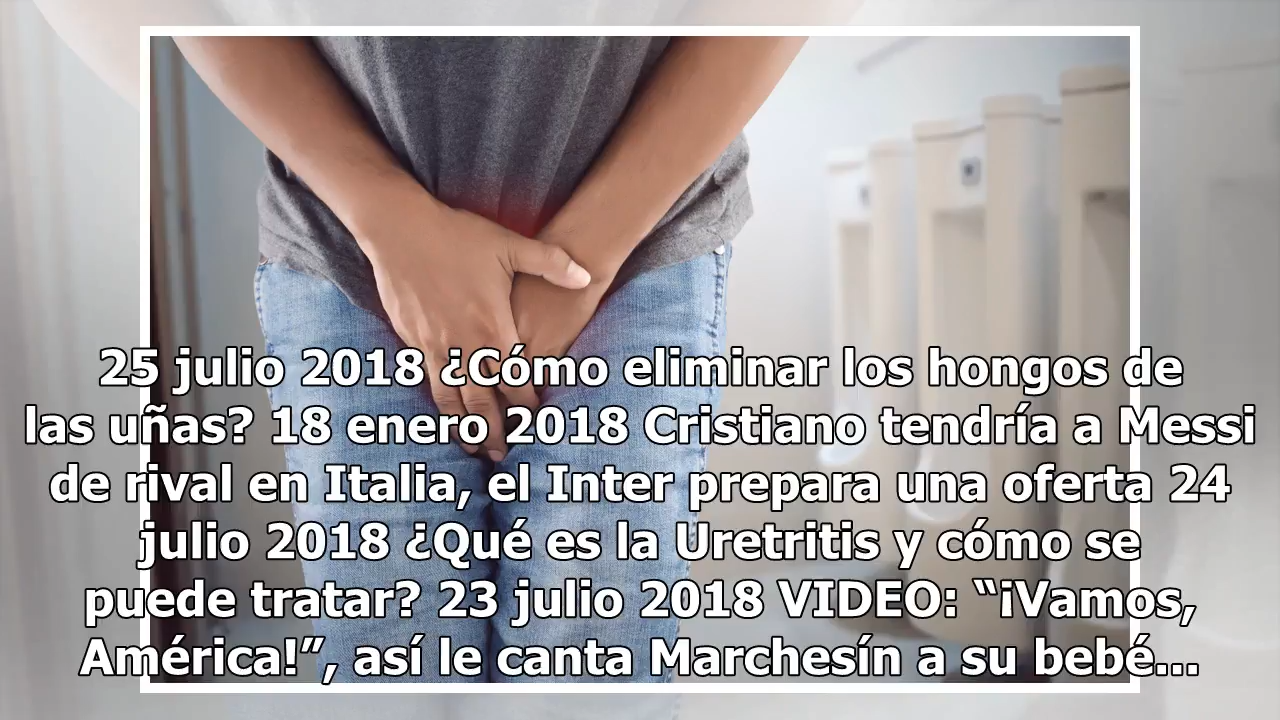 25 julio 2018 ¿Cómo eliminar los hongos de
las uñas? 18 enero 2018 Cristiano tendría a Messi
de rival en Italia, el Inter prepara una oferta 24
julio 2018 ¿Qué es la Uretritis y cómo se
puede tratar? 23 julio 2018 VIDEO: “¡Vamos,
América!”, así le canta Marchesín a su bebé...